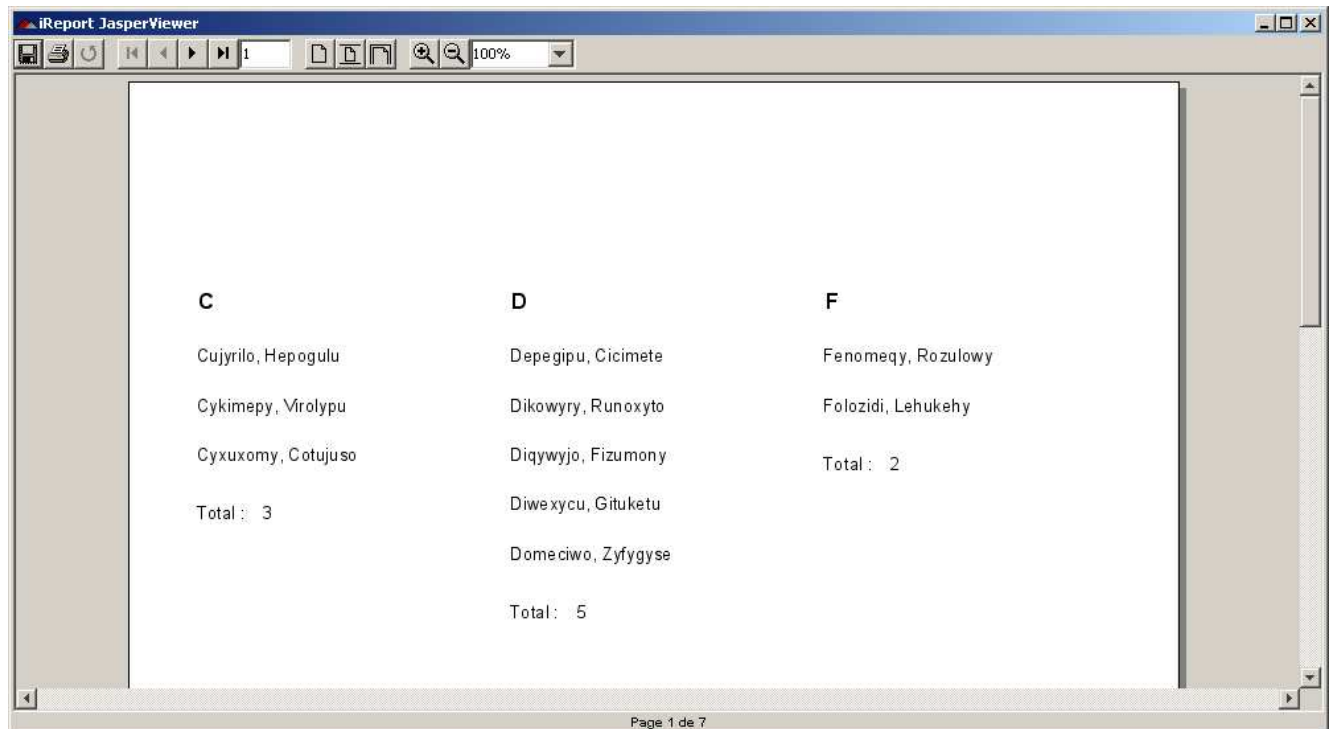 iReport JasperViewer
1
100%
C
Cujyrilo, Hepogulu
Cykimepy, Virolypu
Cyxuxomy, Cotujuso
Total : 3
D
Depegipu, Cicimete
Dikowyry, Runoxyto
Diqywyjo, Fizumony
Diwexycu, Gituketu
Domeciwo, Zyfygyse
Total : 5
F
Fenomeqy, Rozulowy
Folozidi, Lehukehy
Total : 2
Page 1 de 7